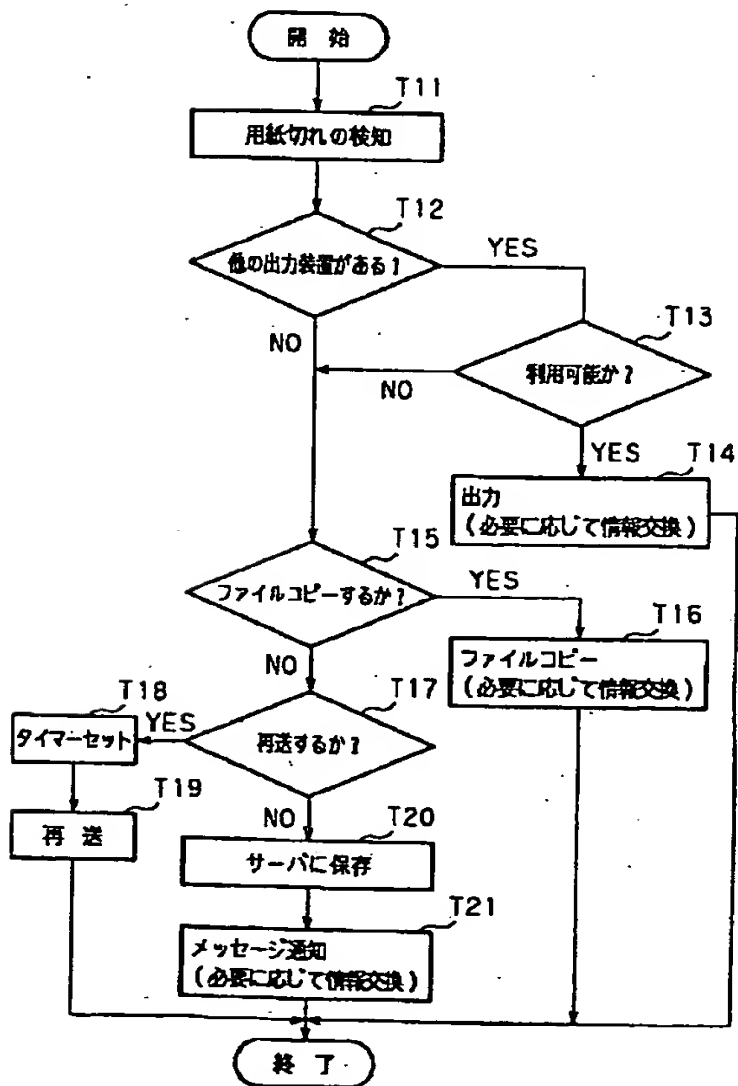 開 始
T11
用紙切れの検知
T12
他の出力装置がある？
YES
NO
T13
利用可能か？
NO
YES
T14
出力
(必要に応じて情報交換)
T15
ファイルコピーするか？
YES
NO
T16
ファイルコピー
(必要に応じて情報交換)
T17
再送するか？
YES
NO
T18
タイマーセット
T19
再 送
T20
サーバに保存
T21
メッセージ通知
(必要に応じて情報交換)
終 了